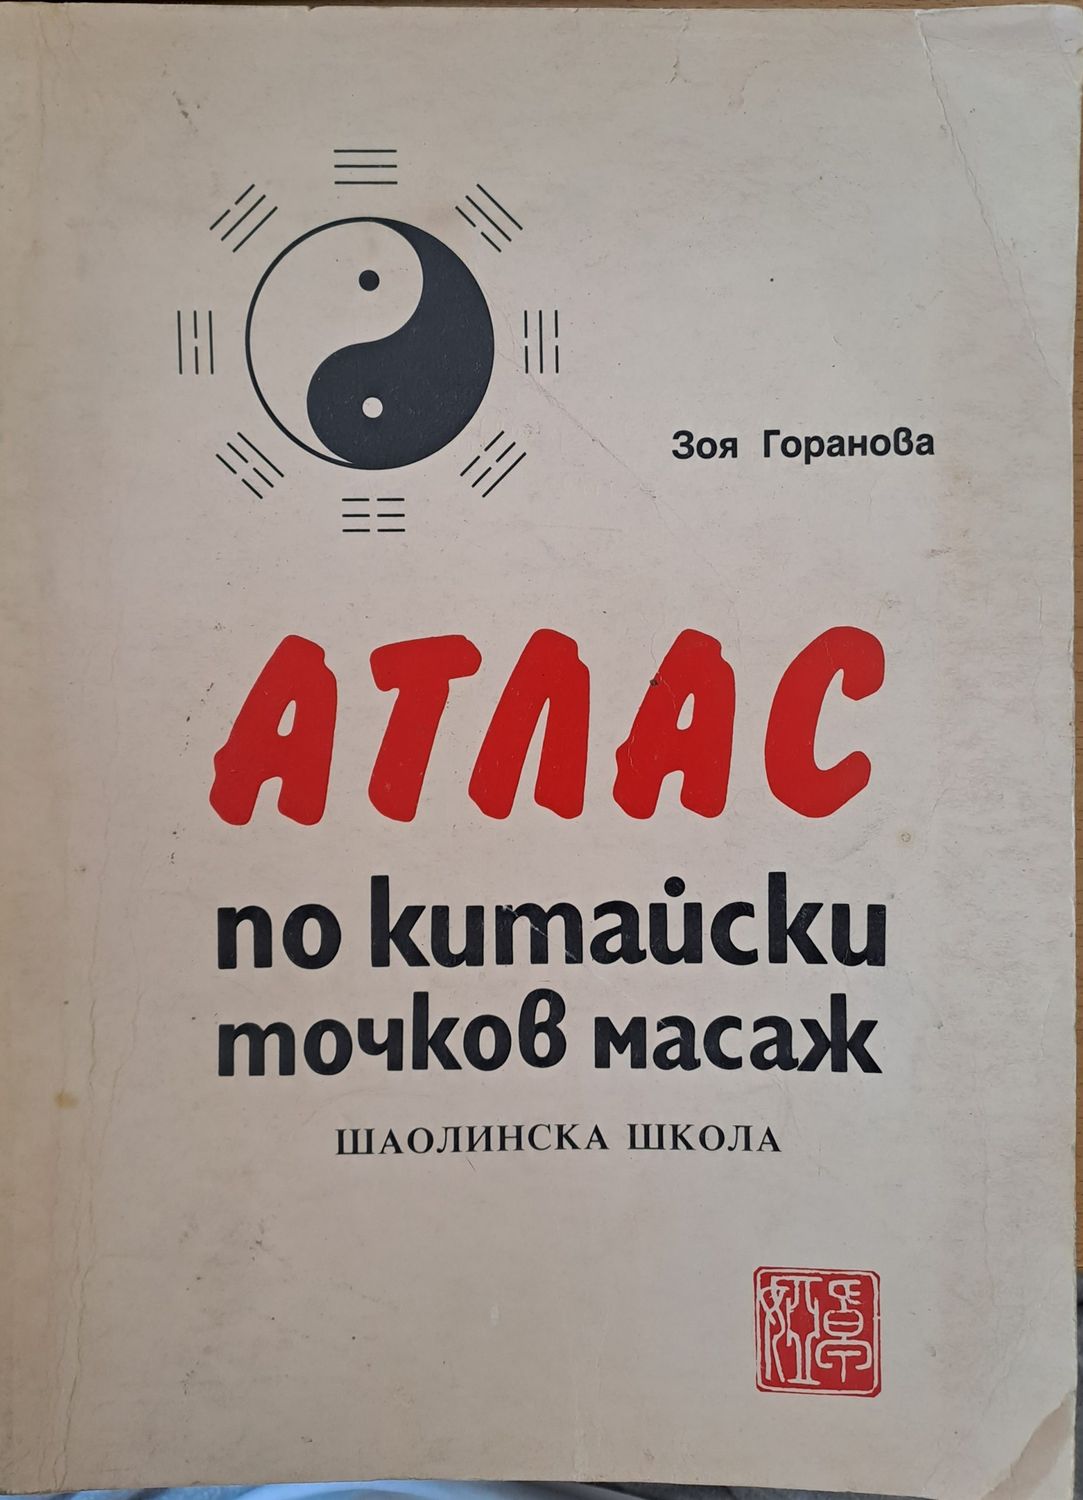 Зоя Горанова
АТЛАС
по китайски
точков масаж
ШАОЛИНСКА ШКОЛА